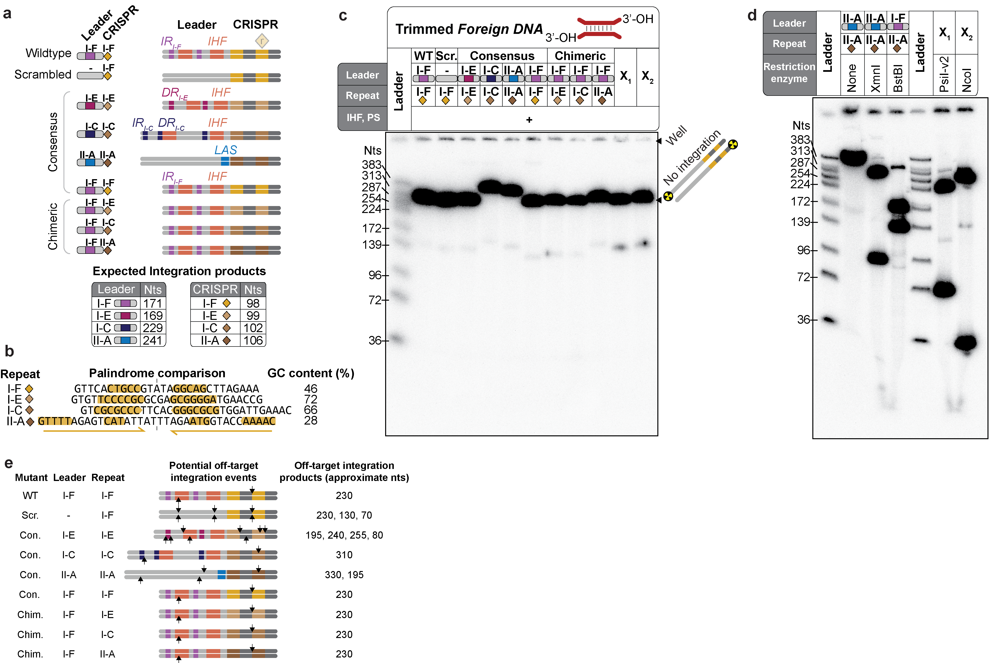 a
Leader
CRISPR
Leader CRISPR
Wildtype I-F I-F
IR I-F IHF r
Scrambled - I-F
Consensus
I-E I-E
DR I-E IHF
I-C I-C
IR I-C DR I-C IHF
II-A II-A
LAS
I-F I-F
IR I-F IHF
Chimeric
I-F I-E
I-F I-C
I-F II-A
Expected Integration products
Leader Nts
I-F 171
I-E 169
I-C 229
II-A 241
CRISPR Nts
I-F 98
I-E 99
I-C 102
II-A 106
b
Repeat Palindrome comparison GC content (%)
I-F GTTCACTGCCGTATAGGCAGCTTAGAAA 46
I-E GTGTTCCCCGCGCGAGCGGGGATGAACCG 72
I-C GTCGCGCCCTTCACGGGCGCGTGGATTGAAAC 66
II-A GTTTTAGAGTCATATTATTTAGAATGGTACCAAAAC 28
c
Trimmed Foreign DNA
3'-OH
3'-OH
Ladder
WT Scr. Consensus Chimeric
Leader I-F - I-E I-C II-A I-F I-F I-F I-F X1 X2
Repeat I-F I-F I-E I-C II-A I-F I-E I-C II-A
IHF, PS +
Nts
383
313
287
254
224
172
139
96
72
36
Well
No integration
d
Leader II-A II-A I-F
Repeat II-A II-A II-A
Restriction
enzyme
Ladder
None
XmnI
BstBI
Ladder
X1
X2
PsiI-v2
NcoI
Nts
383
313
287
254
224
172
139
96
72
36
e
Mutant Leader Repeat
Potential off-target
integration events
Off-target integration
products (approximate nts)
WT I-F I-F 230
Scr. - I-F 230, 130, 70
Con. I-E I-E 195, 240, 255, 80
Con. I-C I-C 310
Con. II-A II-A 330, 195
Con. I-F I-F 230
Chim. I-F I-E 230
Chim. I-F I-C 230
Chim. I-F II-A 230